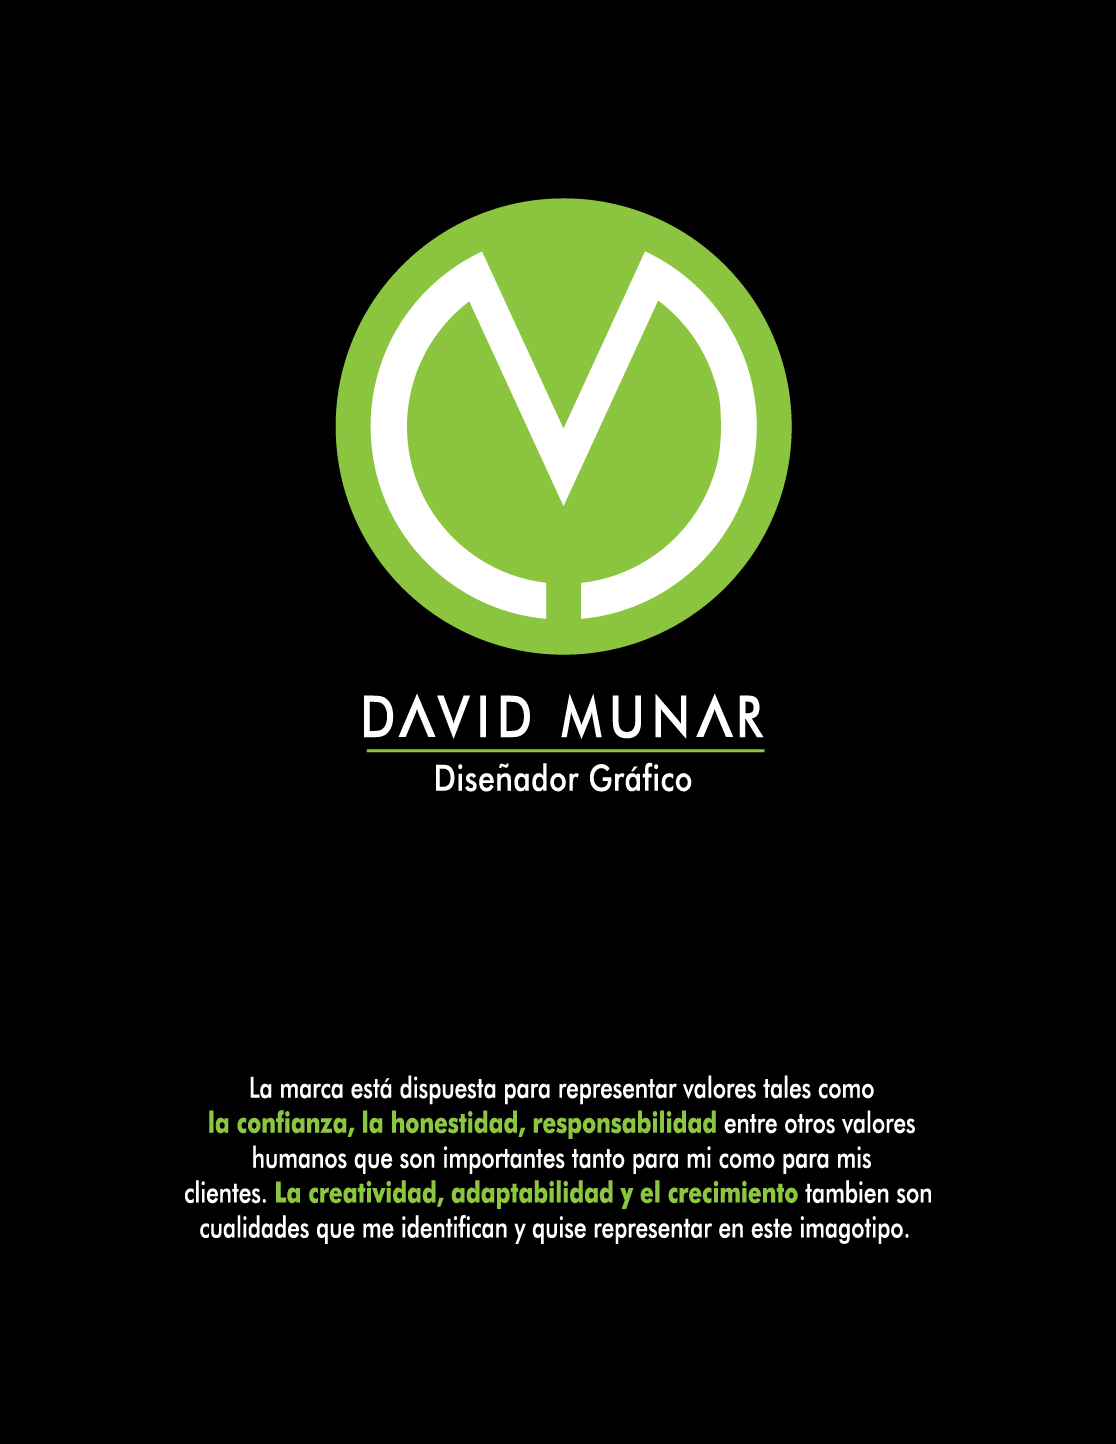 DAVID MUNAR
Diseñador Gráfico
La marca está dispuesta para representar valores tales como
la confianza, la honestidad, responsabilidad entre otros valores
humanos que son importantes tanto para mi como para mis
clientes. La creatividad, adaptabilidad y el crecimiento tambien son
cualidades que me identifican y quise representar en este imagotipo.